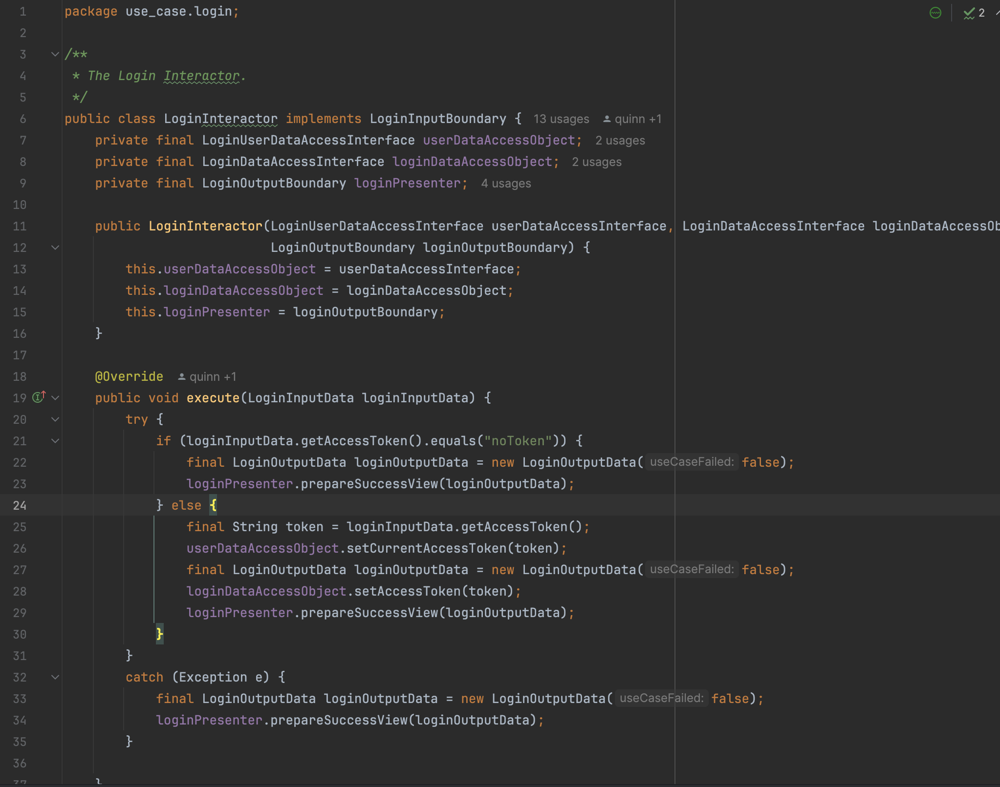 1 package use_case.login; 2
2
3 /**
4 * The Login Interactor.
5 */
6 public class LoginInteractor implements LoginInputBoundary { 13 usages quinn +1
7 private final LoginUserDataAccessInterface userDataAccessObject; 2 usages
8 private final LoginDataAccessInterface loginDataAccessObject; 2 usages
9 private final LoginOutputBoundary loginPresenter; 4 usages
10
11 public LoginInteractor(LoginUserDataAccessInterface userDataAccessInterface, LoginDataAccessInterface loginDataAccessOb
12 LoginOutputBoundary loginOutputBoundary) {
13 this.userDataAccessObject = userDataAccessInterface;
14 this.loginDataAccessObject = loginDataAccessObject;
15 this.loginPresenter = loginOutputBoundary;
16 }
17
18 @Override quinn +1
19 public void execute(LoginInputData loginInputData) {
20 try {
21 if (loginInputData.getAccessToken().equals("noToken")) {
22 final LoginOutputData loginOutputData = new LoginOutputData( useCaseFailed: false);
23 loginPresenter.prepareSuccessView(loginOutputData);
24 } else {
25 final String token = loginInputData.getAccessToken();
26 userDataAccessObject.setCurrentAccessToken(token);
27 final LoginOutputData loginOutputData = new LoginOutputData( useCaseFailed: false);
28 loginDataAccessObject.setAccessToken(token);
29 loginPresenter.prepareSuccessView(loginOutputData);
30 }
31 }
32 catch (Exception e) {
33 final LoginOutputData loginOutputData = new LoginOutputData( useCaseFailed: false);
34 loginPresenter.prepareSuccessView(loginOutputData);
35 }
36
37 }